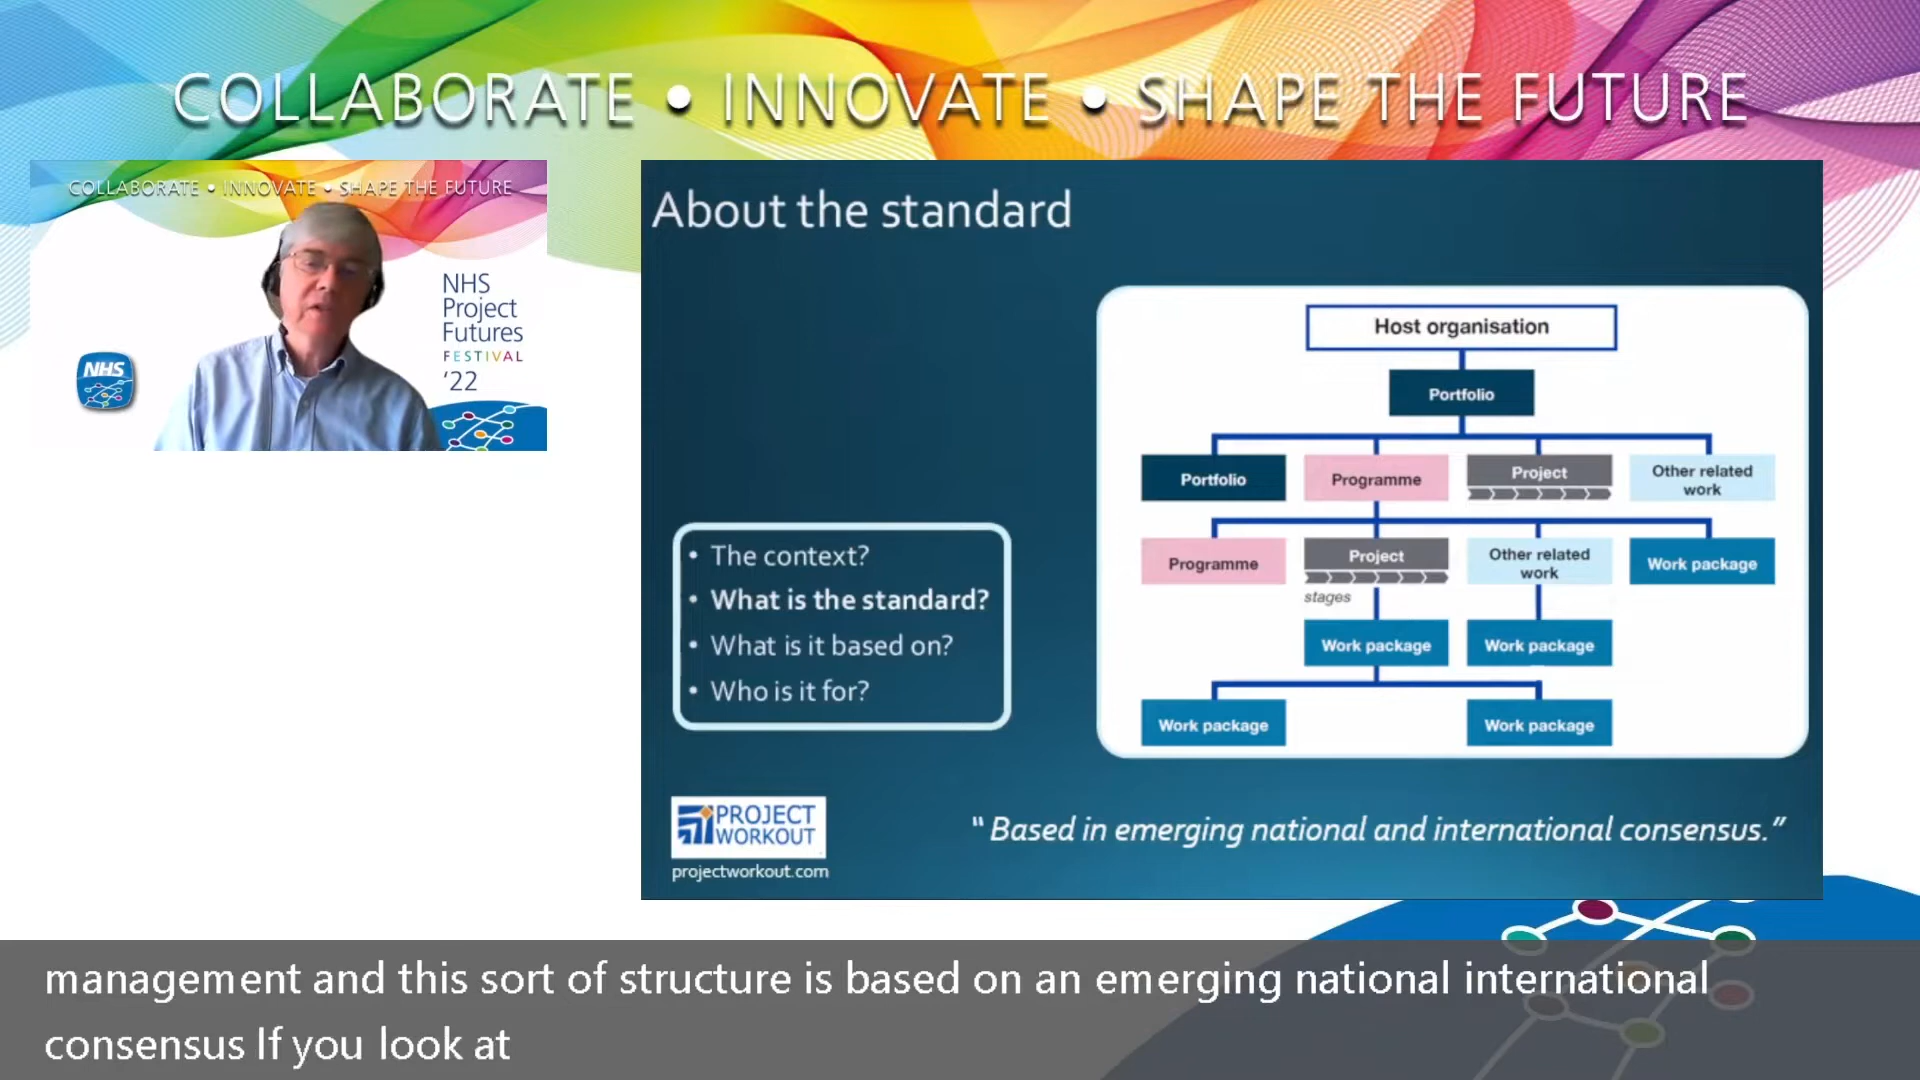 COLLABORATE • INNOVATE • SHAPE THE FUTURE
COLLABORATE • INNOVATE • SHAPE THE FUTURE
NHS
Project
Futures
FESTIVAL
'22
NHS
About the standard
• The context?
• What is the standard?
• What is it based on?
• Who is it for?
Host organisation
Portfolio
Portfolio
Programme
Project
Other related
work
Programme
Project
stages
Other related
work
Work package
Work package
Work package
Work package
Work package
PROJECT
WORKOUT
projectworkout.com
“ Based in emerging national and international consensus.”
management and this sort of structure is based on an emerging national international
consensus If you look at